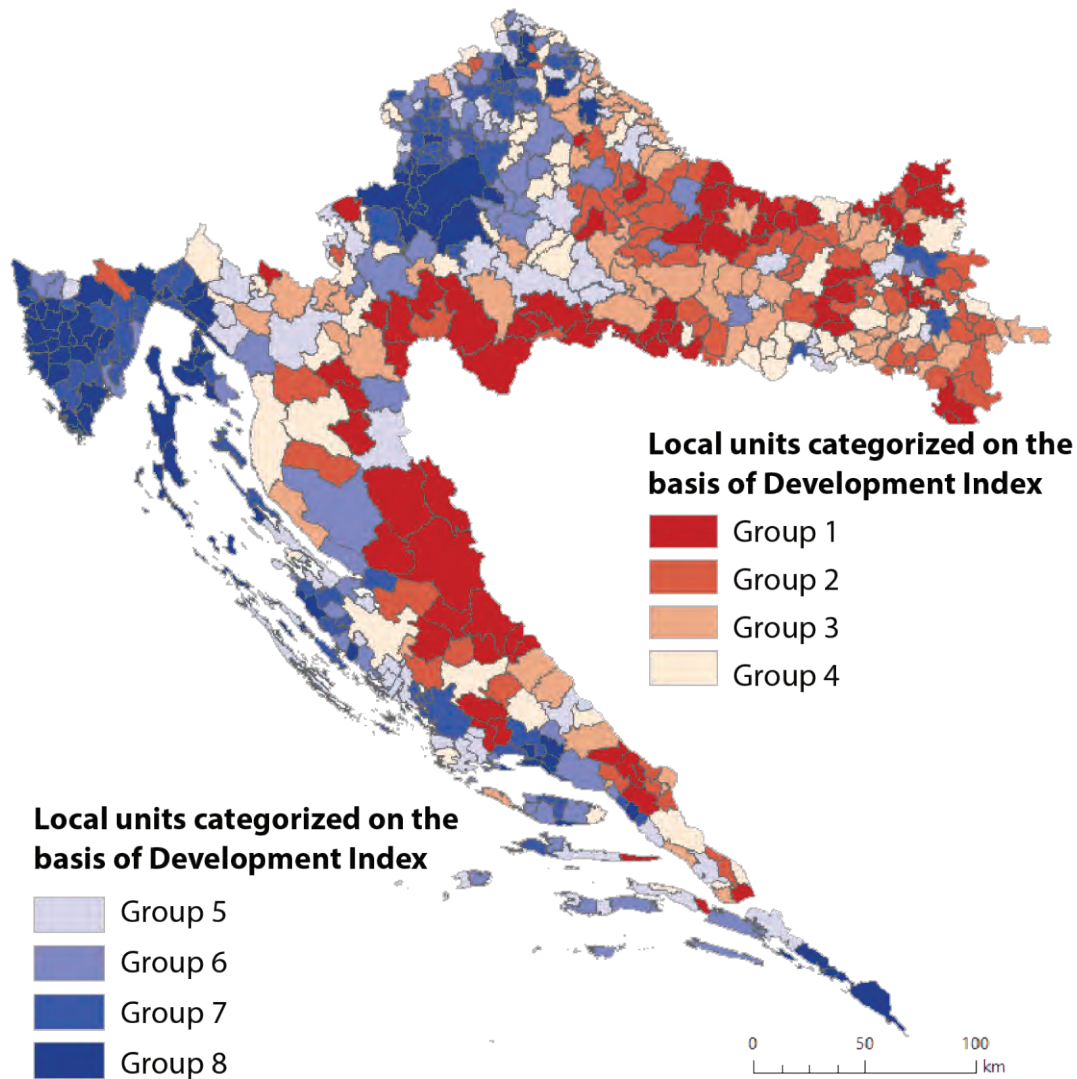 Local units categorized on the
basis of Development Index
Group 1
Group 2
Group 3
Group 4
Local units categorized on the
basis of Development Index
Group 5
Group 6
Group 7
Group 8
0 50 100
km